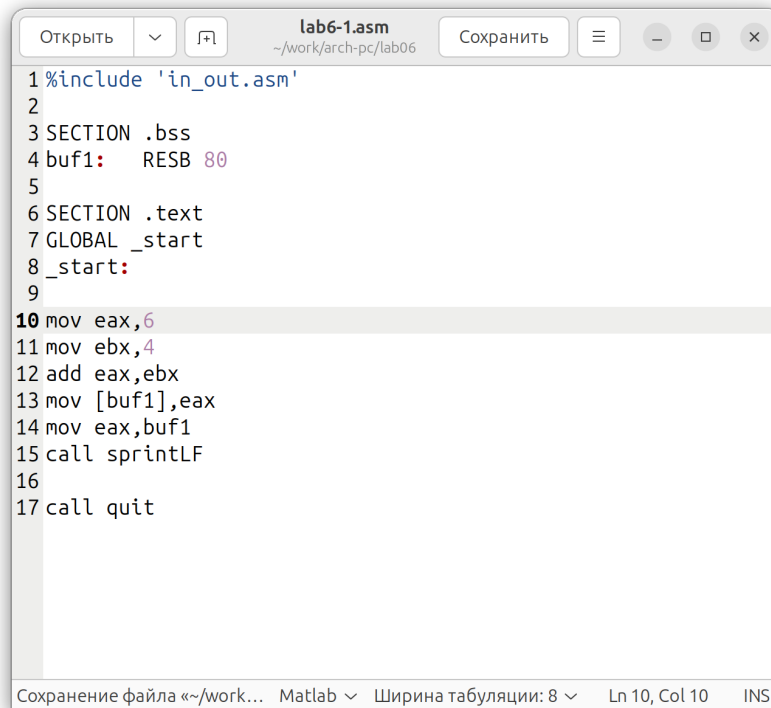 Открыть
lab6-1.asm
~/work/arch-pc/lab06
Сохранить
1 %include 'in_out.asm'
2
3 SECTION .bss
4 buf1:   RESB 80
5
6 SECTION .text
7 GLOBAL _start
8 _start:
9
10 mov eax,6
11 mov ebx,4
12 add eax,ebx
13 mov [buf1],eax
14 mov eax,buf1
15 call sprintLF
16
17 call quit
Сохранение файла «~/work… Matlab Ширина табуляции: 8 Ln 10, Col 10 INS